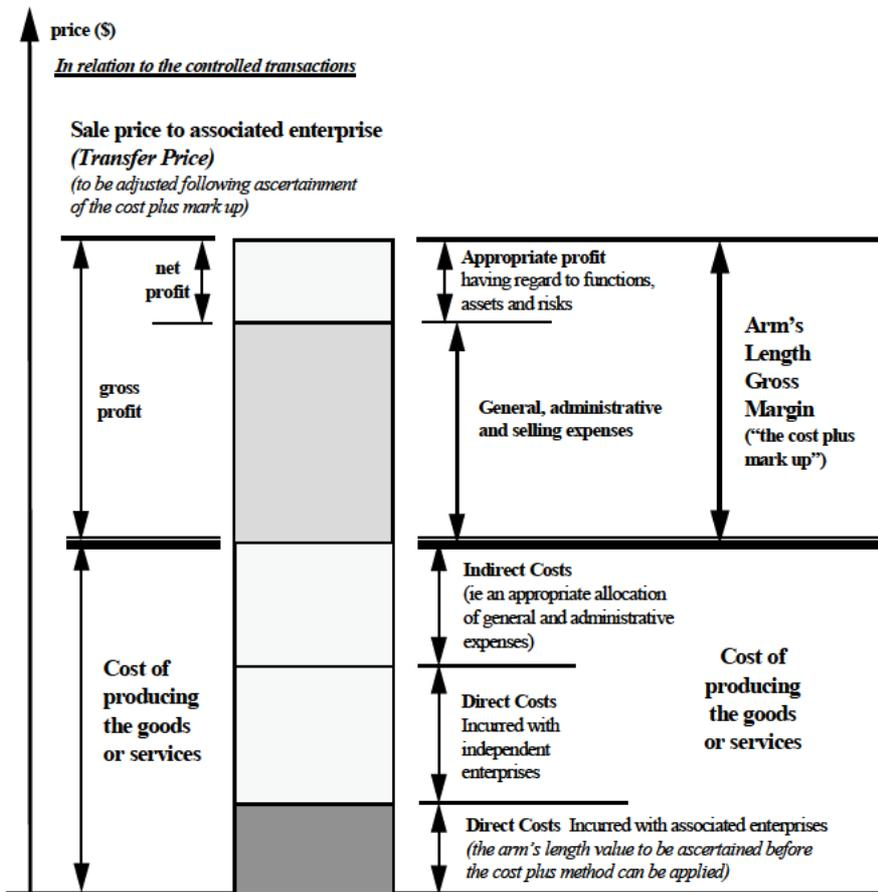 price ($)
In relation to the controlled transactions
Sale price to associated enterprise
(Transfer Price)
(to be adjusted following ascertainment
of the cost plus mark up)
net
profit
gross
profit
Appropriate profit
having regard to functions,
assets and risks
General, administrative
and selling expenses
Arm’s
Length
Gross
Margin
(“the cost plus
mark up”)
Cost of
producing
the goods
or services
Indirect Costs
(ie an appropriate allocation
of general and administrative
expenses)
Direct Costs
Incurred with
independent
enterprises
Cost of
producing
the goods
or services
Direct Costs Incurred with associated enterprises
(the arm’s length value to be ascertained before
the cost plus method can be applied)